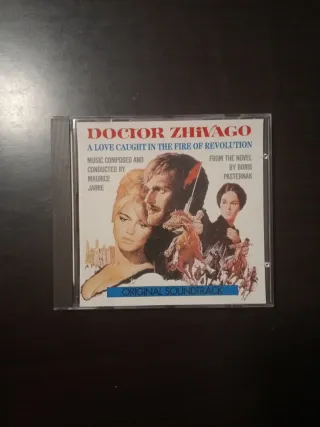 DOCTOR ZHiVAGO
A LOVE CAUGHT IN THE FIRE OF REVOLUTION
MUSIC COMPOSED AND
CONDUCTED BY
MAURICE
JARRE
FROM THE NOVEL
BY BORIS
PASTERNAK
ORIGINAL SOUNDTRACK